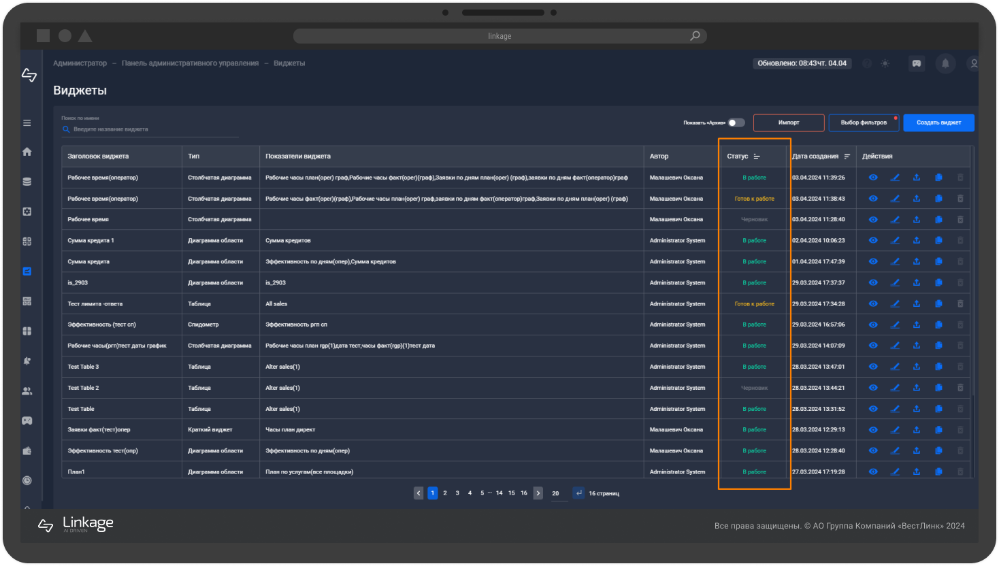 linkage
Администратор – Панель административного управления – Виджеты
Обновлено: 08:43чт. 04.04
Виджеты
Поиск по имени
Введите название виджета
Показать «Архив»
Импорт
Выбор фильтров
Создать виджет
Заголовок виджета Тип Показатели виджета Автор Статус Дата создания Действия
Рабочее время(оператор) Столбчатая диаграмма Рабочие часы план(oper) граф,Рабочие часы факт(oper)(граф),Заявки по дням план(oper) (граф),заявки по дням факт(оператор)граф Малашевич Оксана В работе 03.04.2024 11:39:26
Рабочее время(оператор) Столбчатая диаграмма Рабочие часы факт(oper)(граф),Рабочие часы план(oper) граф,заявки по дням факт(оператор)граф,Заявки по дням план(oper) (граф) Малашевич Оксана Готов к работе 03.04.2024 11:38:43
Рабочее время Столбчатая диаграмма Малашевич Оксана Черновик 03.04.2024 11:28:40
Сумма кредита 1 Диаграмма области Сумма кредитов Administrator System В работе 02.04.2024 10:06:23
Сумма кредита Диаграмма области Эффективность по дням(опер),Сумма кредитов Administrator System В работе 01.04.2024 17:47:39
is_2903 Диаграмма области is_2903 Administrator System В работе 29.03.2024 17:37:37
Тест лимита -ответа Таблица All sales Administrator System Готов к работе 29.03.2024 17:34:28
Эффективность (тест сп) Спидометр Эффективность ргп сп Administrator System В работе 29.03.2024 16:57:06
Рабочие часы(ргп)тест даты график Столбчатая диаграмма Рабочие часы план rgp(1)дата тест,часы факт(rgp)(1)тест дата Administrator System В работе 29.03.2024 14:07:09
Test Table 3 Таблица Alter sales(1) Administrator System В работе 28.03.2024 13:47:01
Test Table 2 Таблица Alter sales(1) Administrator System Черновик 28.03.2024 13:44:21
Test Table Таблица Alter sales(1) Administrator System В работе 28.03.2024 13:31:52
Заявки факт(тест)опер Краткий виджет Часы план директ Малашевич Оксана В работе 28.03.2024 12:29:13
Эффективность тест(опр) Диаграмма области Эффективность по дням(опер) Малашевич Оксана В работе 28.03.2024 12:28:40
План1 Диаграмма области План по услугам(все площадки) Administrator System В работе 27.03.2024 17:19:28
1 2 3 4 5 ... 14 15 16 20 16 страниц
Linkage
AI DRIVEN
Все права защищены. © АО Группа Компаний «ВестЛинк» 2024